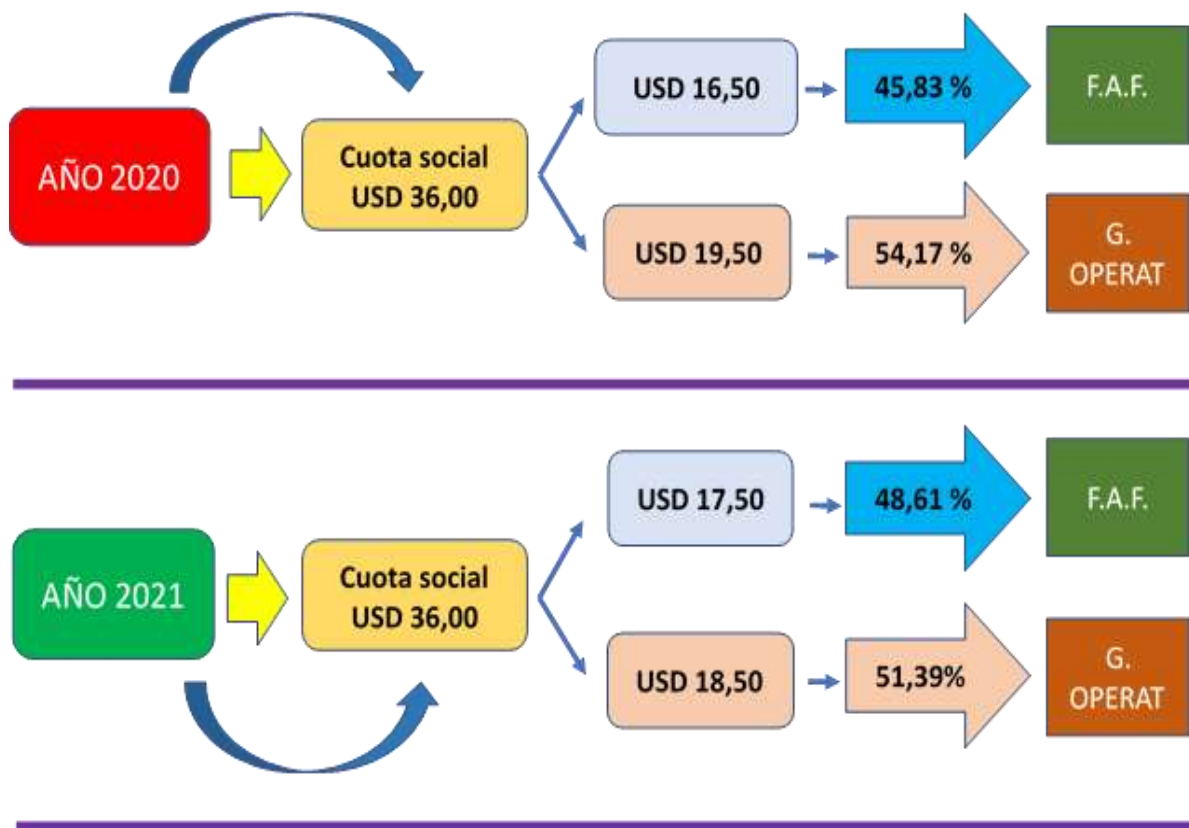 AÑO 2020
Cuota social
USD 36,00
USD 16,50
45,83 %
F.A.F.
USD 19,50
54,17 %
G.
OPERAT
AÑO 2021
Cuota social
USD 36,00
USD 17,50
48,61 %
F.A.F.
USD 18,50
51,39%
G.
OPERAT